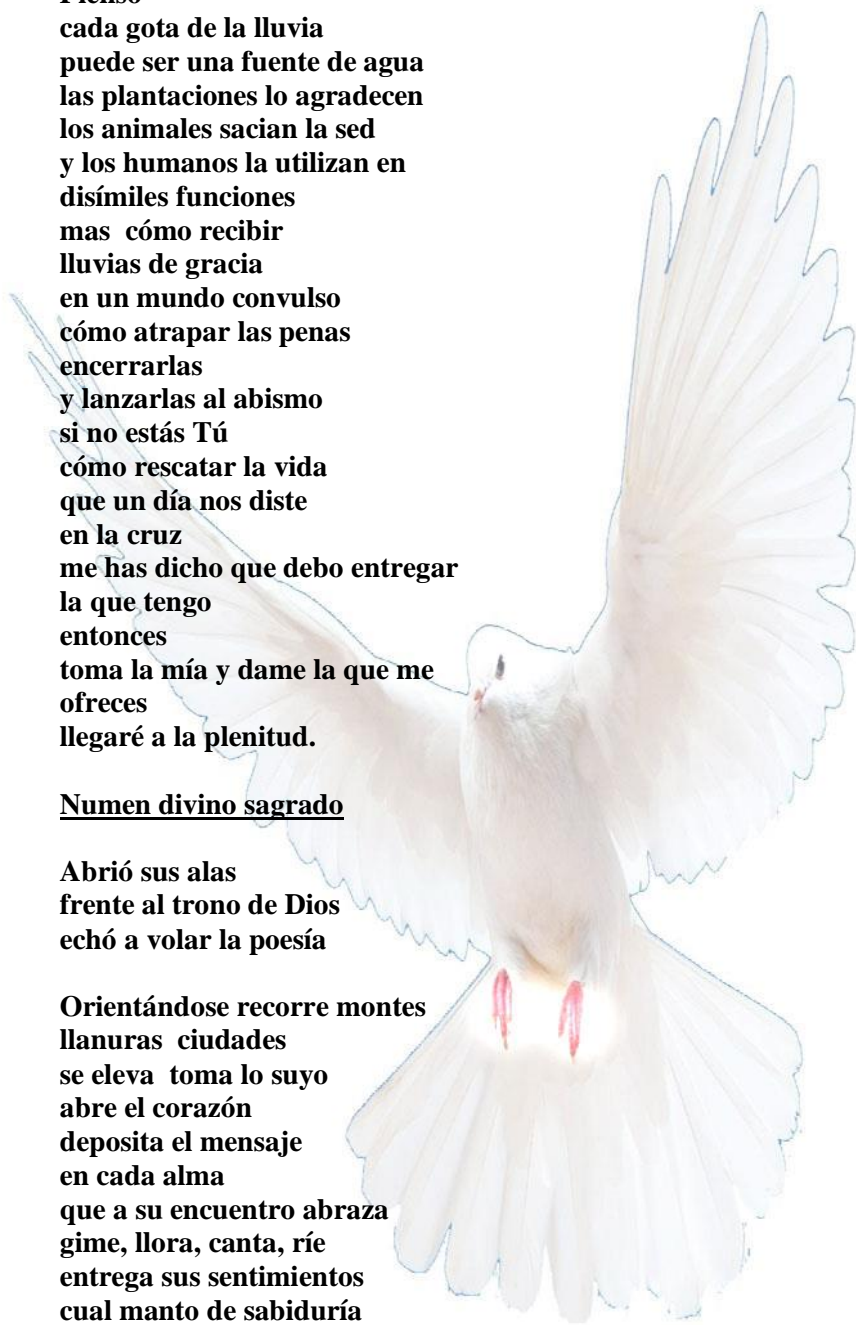 Pienso
cada gota de la lluvia
puede ser una fuente de agua
las plantaciones lo agradecen
los animales sacian la sed
y los humanos la utilizan en
disímiles funciones
mas  cómo recibir
lluvias de gracia
en un mundo convulso
cómo atrapar las penas
encerrarlas
y lanzarlas al abismo
si no estás Tú
cómo rescatar la vida
que un día nos diste
en la cruz
me has dicho que debo entregar
la que tengo
entonces
toma la mía y dame la que me
ofreces
llegaré a la plenitud.
Numen divino sagrado
Abrió sus alas
frente al trono de Dios
echó a volar la poesía
Orientándose recorre montes
llanuras  ciudades
se eleva  toma lo suyo
abre el corazón
deposita el mensaje
en cada alma
que a su encuentro abraza
gime, llora, canta, ríe
entrega sus sentimientos
cual manto de sabiduría